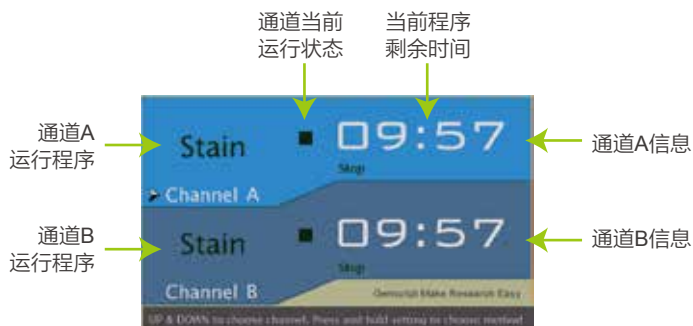 通道当前
运行状态
当前程序
剩余时间
通道A
运行程序
Stain
09:57
Stop
通道A信息
Channel A
通道B
运行程序
Stain
09:57
Stop
通道B信息
Channel B
Genscript Make Research Easy
UP & DOWN to choose channel, Press and hold setting to choose method